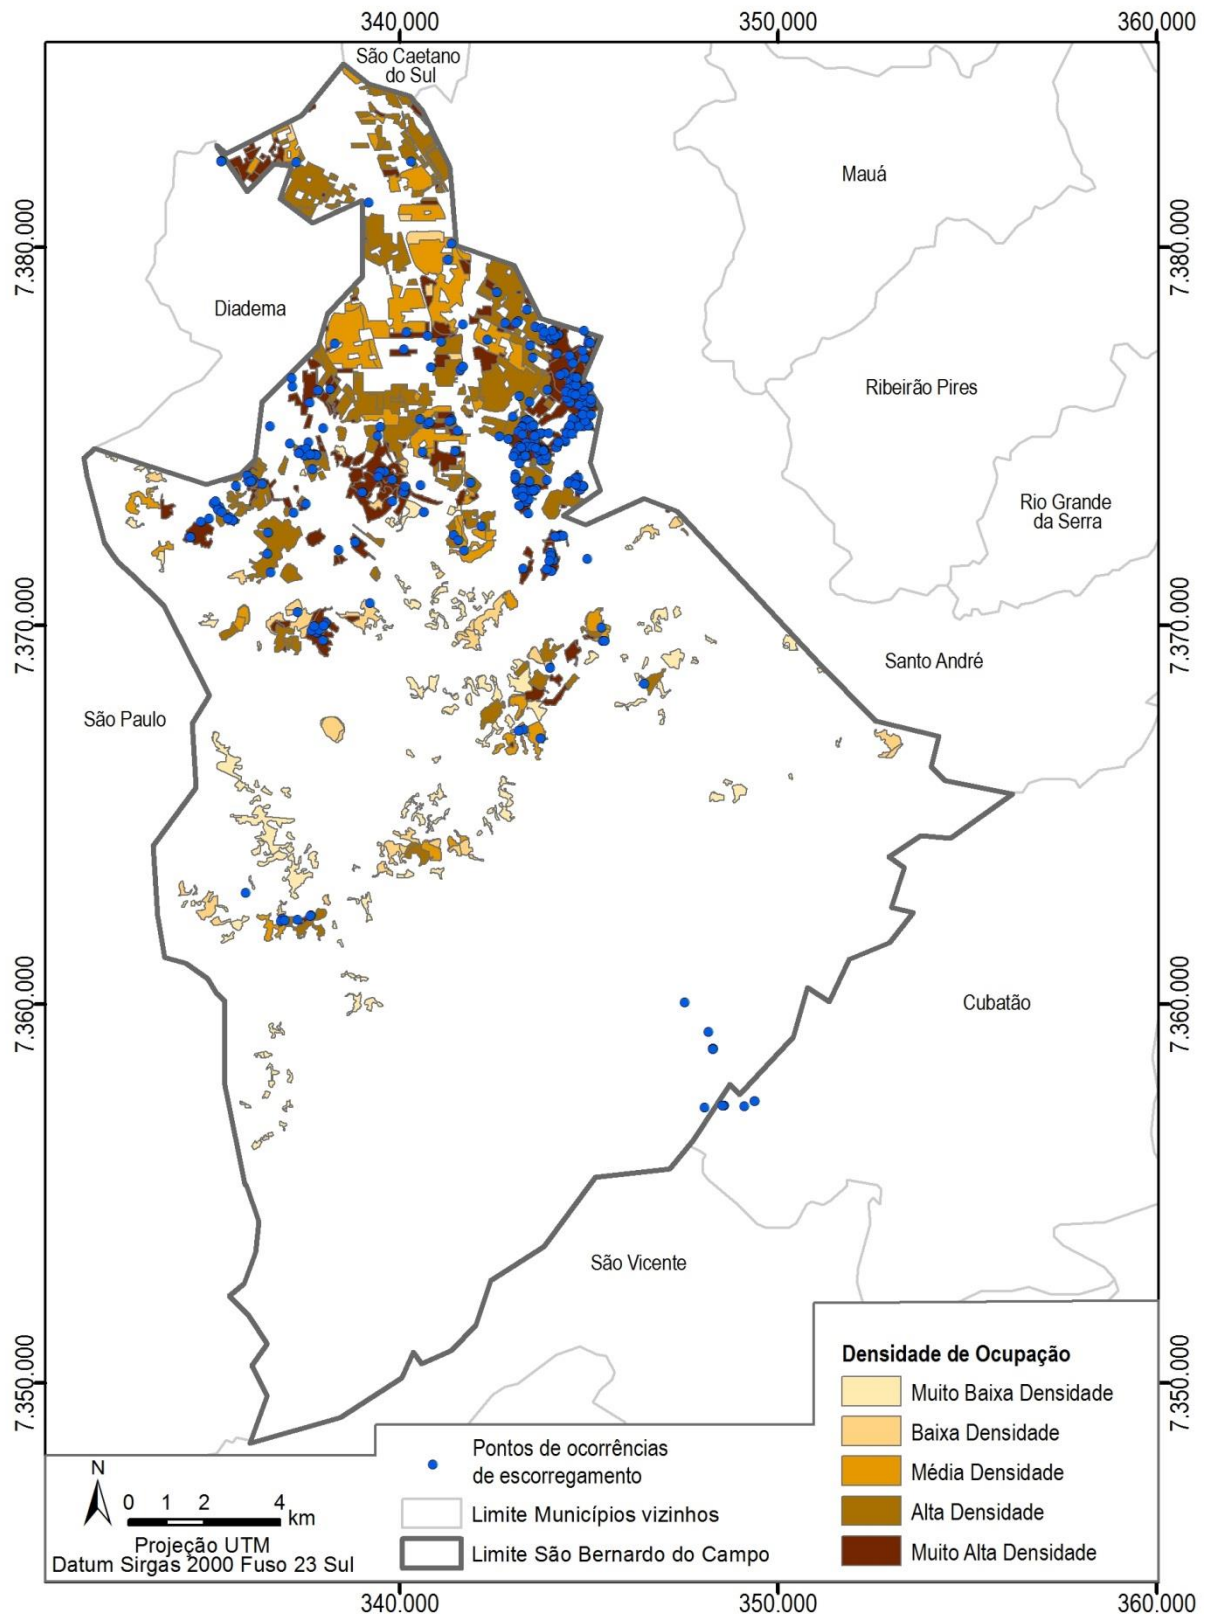 340.000
350.000
360.000
São Caetano
do Sul
Mauá
7.380.000
7.380.000
Diadema
Ribeirão Pires
Rio Grande
da Serra
7.370.000
7.370.000
Santo André
São Paulo
7.360.000
7.360.000
Cubatão
São Vicente
7.350.000
7.350.000
Densidade de Ocupação
Muito Baixa Densidade
Baixa Densidade
Média Densidade
Alta Densidade
Muito Alta Densidade
Pontos de ocorrências
de escorregamento
Limite Municípios vizinhos
Limite São Bernardo do Campo
N
0 1 2 4
km
Projeção UTM
Datum Sirgas 2000 Fuso 23 Sul
340.000
350.000
360.000